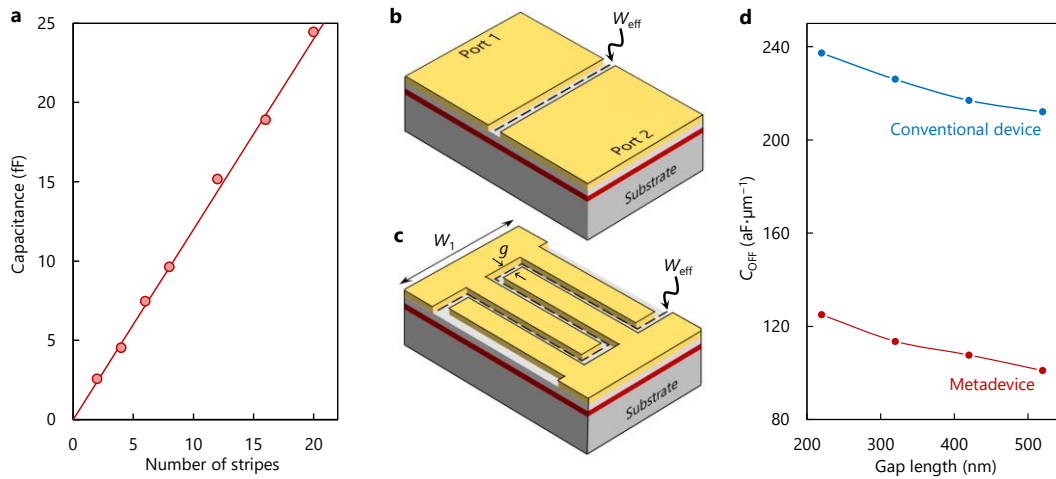 a
25
20
15
10
5
0
Capacitance (fF)
0 5 10 15 20
Number of stripes
b
Port 1
W_eff
Port 2
Substrate
c
W_1
g
W_eff
Substrate
d
240
200
160
120
80
C_OFF (aF·μm⁻¹)
Conventional device
Metadevice
200 300 400 500
Gap length (nm)